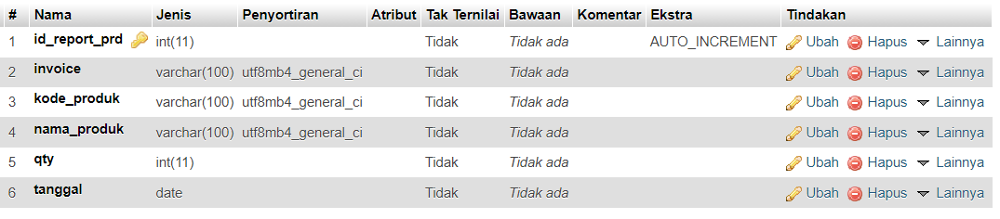 # Nama Jenis Penyortiran Atribut Tak Ternilai Bawaan Komentar Ekstra Tindakan
1 id_report_prd int(11) Tidak Tidak ada AUTO_INCREMENT Ubah Hapus Lainnya
2 invoice varchar(100) utf8mb4_general_ci Tidak Tidak ada Ubah Hapus Lainnya
3 kode_produk varchar(100) utf8mb4_general_ci Tidak Tidak ada Ubah Hapus Lainnya
4 nama_produk varchar(100) utf8mb4_general_ci Tidak Tidak ada Ubah Hapus Lainnya
5 qty int(11) Tidak Tidak ada Ubah Hapus Lainnya
6 tanggal date Tidak Tidak ada Ubah Hapus Lainnya